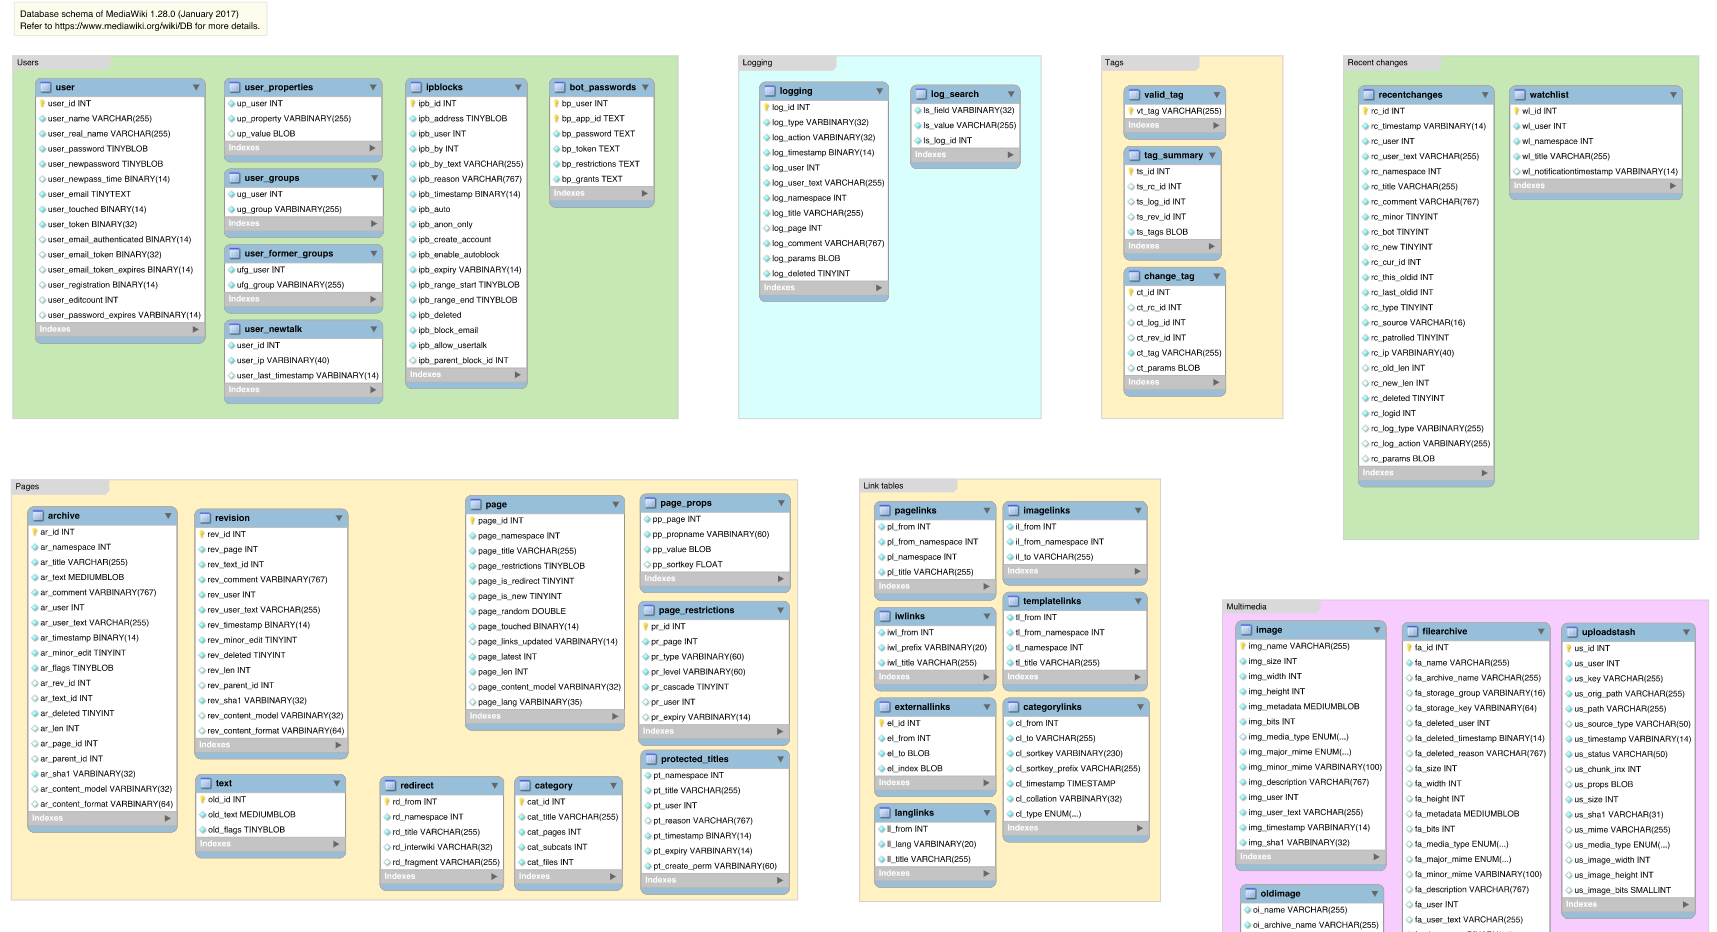 Database schema of MediaWiki 1.28.0 (January 2017)
Refer to https://www.mediawiki.org/wiki/DB for more details.
Users
user
user_id INT
user_name VARCHAR(255)
user_real_name VARCHAR(255)
user_password TINYBLOB
user_newpassword TINYBLOB
user_newpass_time BINARY(14)
user_email TINYTEXT
user_touched BINARY(14)
user_token BINARY(32)
user_email_authenticated BINARY(14)
user_email_token BINARY(32)
user_email_token_expires BINARY(14)
user_registration BINARY(14)
user_editcount INT
user_password_expires VARBINARY(14)
Indexes
user_properties
up_user INT
up_property VARBINARY(255)
up_value BLOB
Indexes
user_groups
ug_user INT
ug_group VARBINARY(255)
Indexes
user_former_groups
ufg_user INT
ufg_group VARBINARY(255)
Indexes
user_newtalk
user_id INT
user_ip VARBINARY(40)
user_last_timestamp VARBINARY(14)
Indexes
ipblocks
ipb_id INT
ipb_address TINYBLOB
ipb_user INT
ipb_by INT
ipb_by_text VARCHAR(255)
ipb_reason VARCHAR(767)
ipb_timestamp BINARY(14)
ipb_auto
ipb_anon_only
ipb_create_account
ipb_enable_autoblock
ipb_expiry VARBINARY(14)
ipb_range_start TINYBLOB
ipb_range_end TINYBLOB
ipb_deleted
ipb_block_email
ipb_allow_usertalk
ipb_parent_block_id INT
Indexes
bot_passwords
bp_user INT
bp_app_id TEXT
bp_password TEXT
bp_token TEXT
bp_restrictions TEXT
bp_grants TEXT
Indexes
Logging
logging
log_id INT
log_type VARBINARY(32)
log_action VARBINARY(32)
log_timestamp BINARY(14)
log_user INT
log_user_text VARCHAR(255)
log_namespace INT
log_title VARCHAR(255)
log_page INT
log_comment VARCHAR(767)
log_params BLOB
log_deleted TINYINT
Indexes
log_search
ls_field VARBINARY(32)
ls_value VARCHAR(255)
ls_log_id INT
Indexes
Tags
valid_tag
vt_tag VARCHAR(255)
Indexes
tag_summary
ts_id INT
ts_rc_id INT
ts_log_id INT
ts_rev_id INT
ts_tags BLOB
Indexes
change_tag
ct_id INT
ct_rc_id INT
ct_log_id INT
ct_rev_id INT
ct_tag VARCHAR(255)
ct_params BLOB
Indexes
Recent changes
recentchanges
rc_id INT
rc_timestamp VARBINARY(14)
rc_user INT
rc_user_text VARCHAR(255)
rc_namespace INT
rc_title VARCHAR(255)
rc_comment VARCHAR(767)
rc_minor TINYINT
rc_bot TINYINT
rc_new TINYINT
rc_cur_id INT
rc_this_oldid INT
rc_last_oldid INT
rc_type TINYINT
rc_source VARCHAR(16)
rc_patrolled TINYINT
rc_ip VARBINARY(40)
rc_old_len INT
rc_new_len INT
rc_deleted TINYINT
rc_logid INT
rc_log_type VARBINARY(255)
rc_log_action VARBINARY(255)
rc_params BLOB
Indexes
watchlist
wl_id INT
wl_user INT
wl_namespace INT
wl_title VARCHAR(255)
wl_notificationtimestamp VARBINARY(14)
Indexes
Pages
archive
ar_id INT
ar_namespace INT
ar_title VARCHAR(255)
ar_text MEDIUMBLOB
ar_comment VARBINARY(767)
ar_user INT
ar_user_text VARCHAR(255)
ar_timestamp BINARY(14)
ar_minor_edit TINYINT
ar_flags TINYBLOB
ar_rev_id INT
ar_text_id INT
ar_deleted TINYINT
ar_len INT
ar_page_id INT
ar_parent_id INT
ar_sha1 VARBINARY(32)
ar_content_model VARBINARY(32)
ar_content_format VARBINARY(64)
Indexes
revision
rev_id INT
rev_page INT
rev_text_id INT
rev_comment VARBINARY(767)
rev_user INT
rev_user_text VARCHAR(255)
rev_timestamp BINARY(14)
rev_minor_edit TINYINT
rev_deleted TINYINT
rev_len INT
rev_parent_id INT
rev_sha1 VARBINARY(32)
rev_content_model VARBINARY(32)
rev_content_format VARBINARY(64)
Indexes
text
old_id INT
old_text MEDIUMBLOB
old_flags TINYBLOB
Indexes
page
page_id INT
page_namespace INT
page_title VARCHAR(255)
page_restrictions TINYBLOB
page_is_redirect TINYINT
page_is_new TINYINT
page_random DOUBLE
page_touched BINARY(14)
page_links_updated VARBINARY(14)
page_latest INT
page_len INT
page_content_model VARBINARY(32)
page_lang VARBINARY(35)
Indexes
redirect
rd_from INT
rd_namespace INT
rd_title VARCHAR(255)
rd_interwiki VARCHAR(32)
rd_fragment VARCHAR(255)
Indexes
category
cat_id INT
cat_title VARCHAR(255)
cat_pages INT
cat_subcats INT
cat_files INT
Indexes
page_props
pp_page INT
pp_propname VARBINARY(60)
pp_value BLOB
pp_sortkey FLOAT
Indexes
page_restrictions
pr_id INT
pr_page INT
pr_type VARBINARY(60)
pr_level VARBINARY(60)
pr_cascade TINYINT
pr_user INT
pr_expiry VARBINARY(14)
Indexes
protected_titles
pt_namespace INT
pt_title VARCHAR(255)
pt_user INT
pt_reason VARCHAR(767)
pt_timestamp BINARY(14)
pt_expiry VARBINARY(14)
pt_create_perm VARBINARY(60)
Indexes
Link tables
pagelinks
pl_from INT
pl_from_namespace INT
pl_namespace INT
pl_title VARCHAR(255)
Indexes
iwlinks
iwl_from INT
iwl_prefix VARBINARY(20)
iwl_title VARCHAR(255)
Indexes
externallinks
el_id INT
el_from INT
el_to BLOB
el_index BLOB
Indexes
langlinks
ll_from INT
ll_lang VARBINARY(20)
ll_title VARCHAR(255)
Indexes
imagelinks
il_from INT
il_from_namespace INT
il_to VARCHAR(255)
Indexes
templatelinks
tl_from INT
tl_from_namespace INT
tl_namespace INT
tl_title VARCHAR(255)
Indexes
categorylinks
cl_from INT
cl_to VARCHAR(255)
cl_sortkey VARBINARY(230)
cl_sortkey_prefix VARCHAR(255)
cl_timestamp TIMESTAMP
cl_collation VARBINARY(32)
cl_type ENUM(...)
Indexes
Multimedia
image
img_name VARCHAR(255)
img_size INT
img_width INT
img_height INT
img_metadata MEDIUMBLOB
img_bits INT
img_media_type ENUM(...)
img_major_mime ENUM(...)
img_minor_mime VARBINARY(100)
img_description VARCHAR(767)
img_user INT
img_user_text VARCHAR(255)
img_timestamp VARBINARY(14)
img_sha1 VARBINARY(32)
Indexes
oldimage
oi_name VARCHAR(255)
oi_archive_name VARCHAR(255)
filearchive
fa_id INT
fa_name VARCHAR(255)
fa_archive_name VARCHAR(255)
fa_storage_group VARBINARY(16)
fa_storage_key VARBINARY(64)
fa_deleted_user INT
fa_deleted_timestamp BINARY(14)
fa_deleted_reason VARCHAR(767)
fa_size INT
fa_width INT
fa_height INT
fa_metadata MEDIUMBLOB
fa_bits INT
fa_media_type ENUM(...)
fa_major_mime ENUM(...)
fa_minor_mime VARBINARY(100)
fa_description VARCHAR(767)
fa_user INT
fa_user_text VARCHAR(255)
uploadstash
us_id INT
us_user INT
us_key VARCHAR(255)
us_orig_path VARCHAR(255)
us_path VARCHAR(255)
us_source_type VARCHAR(50)
us_timestamp VARBINARY(14)
us_status VARCHAR(50)
us_chunk_inx INT
us_props BLOB
us_size INT
us_sha1 VARCHAR(31)
us_mime VARCHAR(255)
us_media_type ENUM(...)
us_image_width INT
us_image_height INT
us_image_bits SMALLINT
Indexes